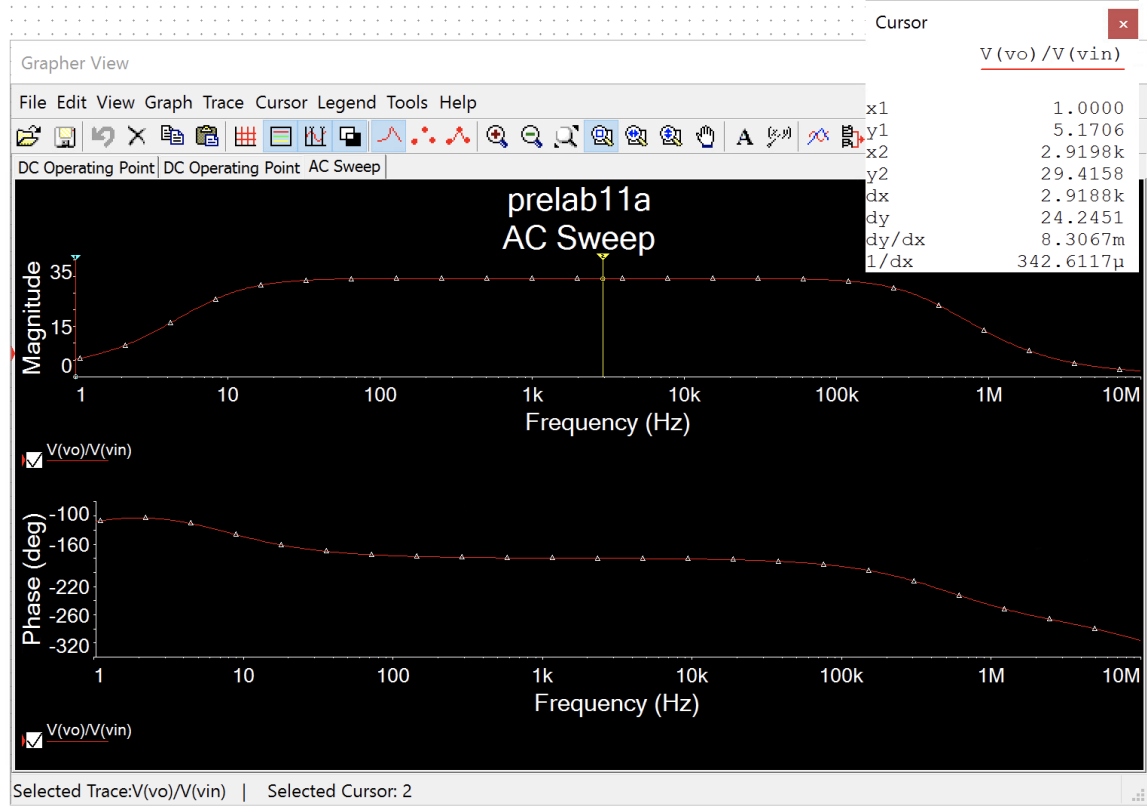 Grapher View
File Edit View Graph Trace Cursor Legend Tools Help
DC Operating Point DC Operating Point AC Sweep
Cursor
V(vo)/V(vin)
x1 1.0000
y1 5.1706
x2 2.9198k
y2 29.4158
dx 2.9188k
dy 24.2451
dy/dx 8.3067m
1/dx 342.6117µ
prelab11a
AC Sweep
Magnitude
35
15
0
1 10 100 1k 10k 100k 1M 10M
Frequency (Hz)
V(vo)/V(vin)
Phase (deg)
-100
-160
-220
-260
-320
1 10 100 1k 10k 100k 1M 10M
Frequency (Hz)
V(vo)/V(vin)
Selected Trace:V(vo)/V(vin) | Selected Cursor: 2